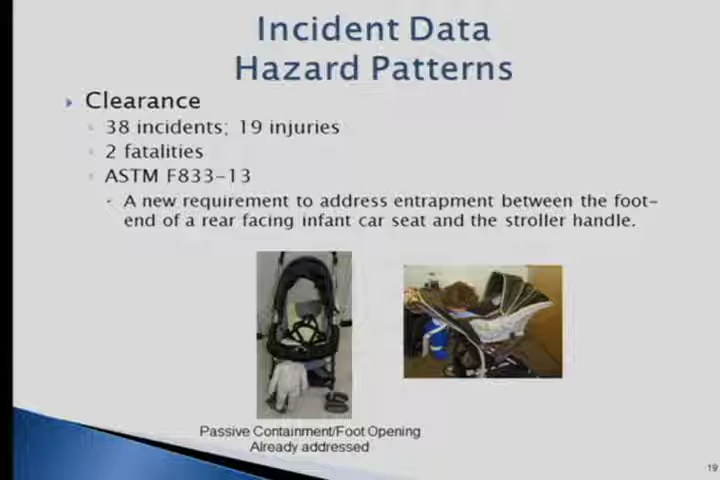 Incident Data
Hazard Patterns
Clearance
38 incidents; 19 injuries
2 fatalities
ASTM F833-13
A new requirement to address entrapment between the foot-
end of a rear facing infant car seat and the stroller handle.
Passive Containment/Foot Opening
Already addressed
19